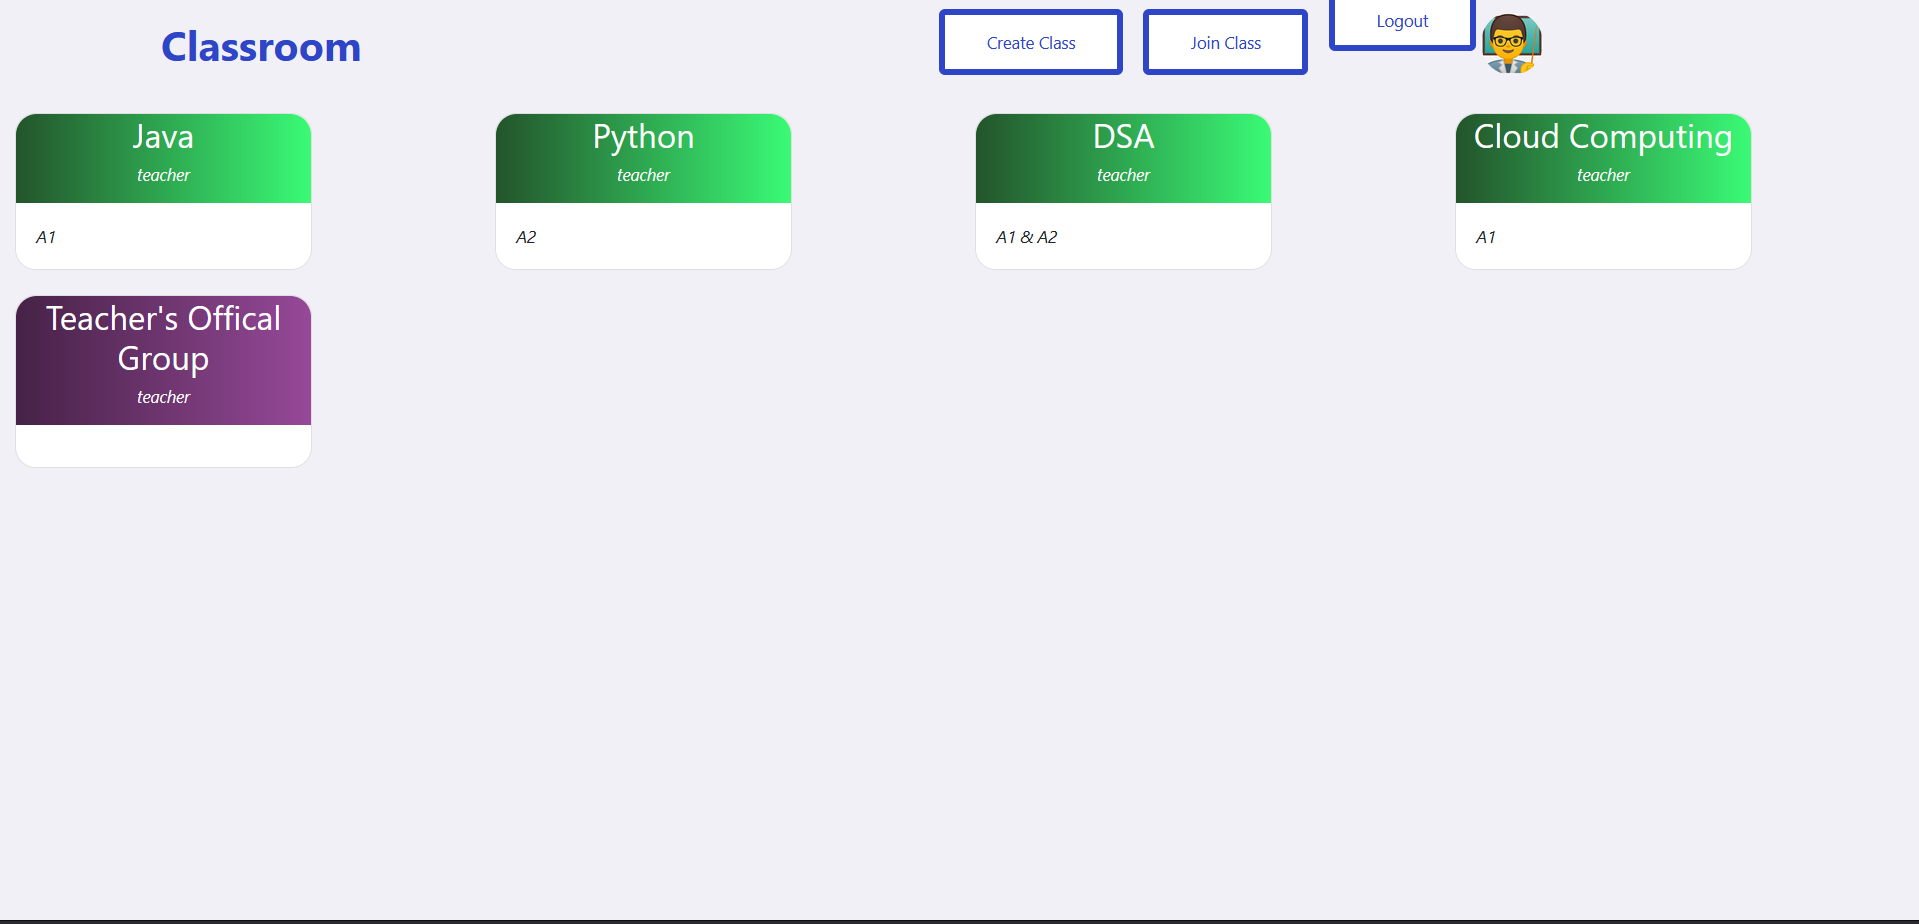 Classroom
Create Class
Join Class
Logout
Java
teacher
A1
Python
teacher
A2
DSA
teacher
A1 & A2
Cloud Computing
teacher
A1
Teacher's Offical
Group
teacher